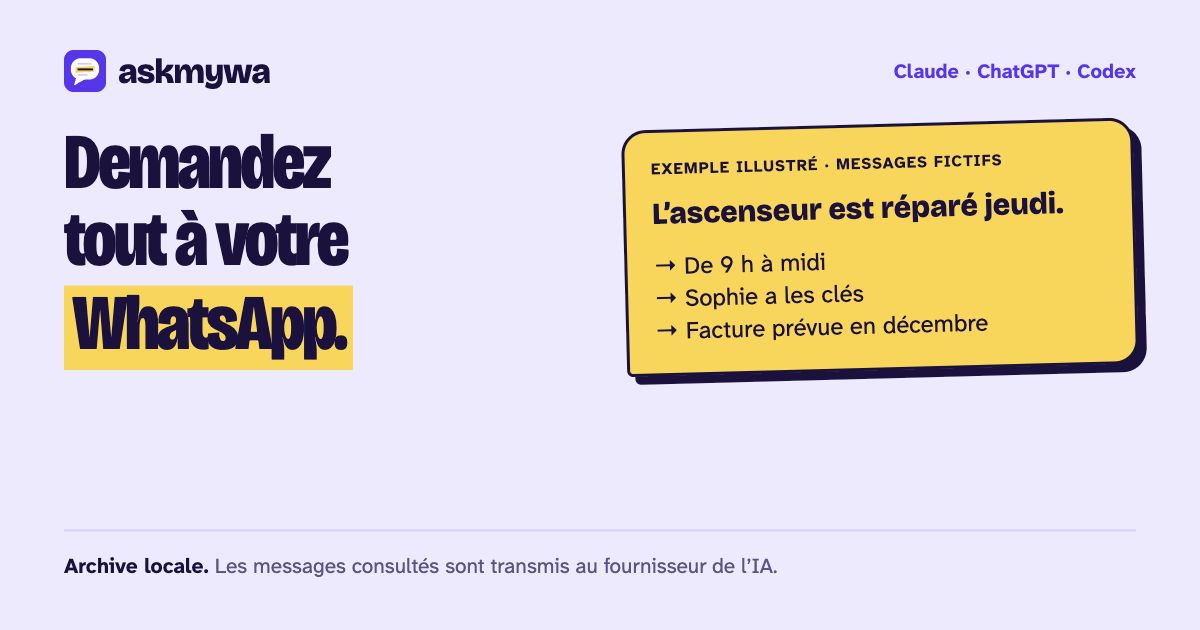 askmywa
Claude · ChatGPT · Codex
Demandez
tout à votre
WhatsApp.
EXEMPLE ILLUSTRÉ · MESSAGES FICTIFS
L’ascenseur est réparé jeudi.
→ De 9 h à midi
→ Sophie a les clés
→ Facture prévue en décembre
Archive locale. Les messages consultés sont transmis au fournisseur de l’IA.